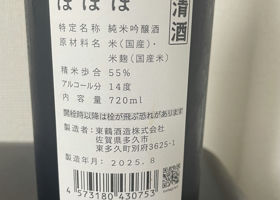 ぽぽぽ
清酒
特定名称 純米吟醸酒
原材料名 米(国産)・
米麹(国産米)
精米歩合 55%
アルコール分 14度
内容量 720ml
開栓時以降は栓が飛ぶ恐れがあります
製造者:東鶴酒造株式会社
佐賀県多久市
東多久町別府3625-1
製造年月: 2025.8
4 573180 430753